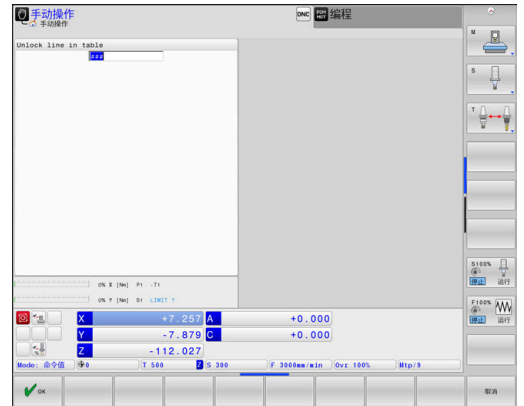 手动操作
手动操作
DNC
编程
Unlock line in table
###
M
S
T
0% X [Nm] P1 -T1
0% Y [Nm] S1 LIMIT 1
S100%
停止 运行
F100%
停止 运行
X +7.257 A +0.000
Y -7.879 C +0.000
Z -112.027
Mode: 命令值 0 T 500 Z S 300 F 3000mm/min Ovr 100% M5/9
OK
取消